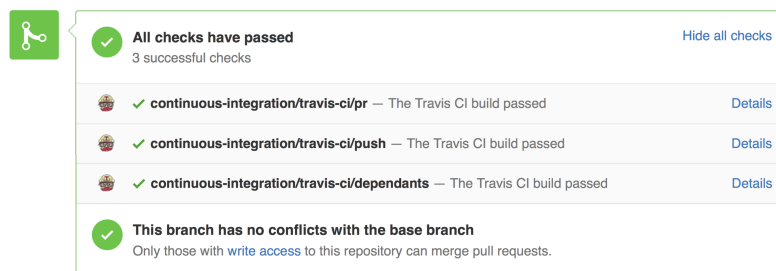 All checks have passed
Hide all checks
3 successful checks
continuous-integration/travis-ci/pr — The Travis CI build passed
Details
continuous-integration/travis-ci/push — The Travis CI build passed
Details
continuous-integration/travis-ci/dependants — The Travis CI build passed
Details
This branch has no conflicts with the base branch
Only those with write access to this repository can merge pull requests.